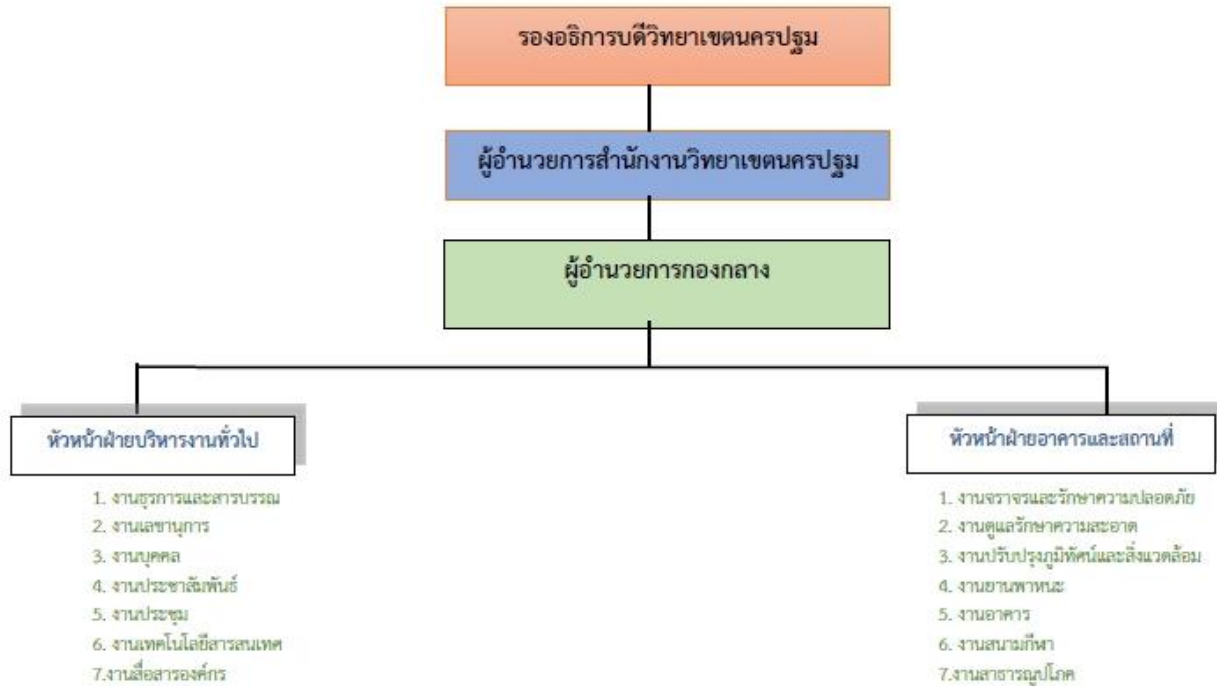 รองอธิการบดีวิทยาเขตนครปฐม
ผู้อำนวยการสำนักงานวิทยาเขตนครปฐม
ผู้อำนวยการกองกลาง
หัวหน้าฝ่ายบริหารงานทั่วไป
1. งานธุรการและสารบรรณ
2. งานเลขานุการ
3. งานบุคคล
4. งานประชาสัมพันธ์
5. งานประชุม
6. งานเทคโนโลยีสารสนเทศ
7.งานสื่อสารองค์กร
หัวหน้าฝ่ายอาคารและสถานที่
1. งานจราจรและรักษาความปลอดภัย
2. งานดูแลรักษาความสะอาด
3. งานปรับปรุงภูมิทัศน์และสิ่งแวดล้อม
4. งานยานพาหนะ
5. งานอาคาร
6. งานสนามกีฬา
7.งานสาธารณูปโภค